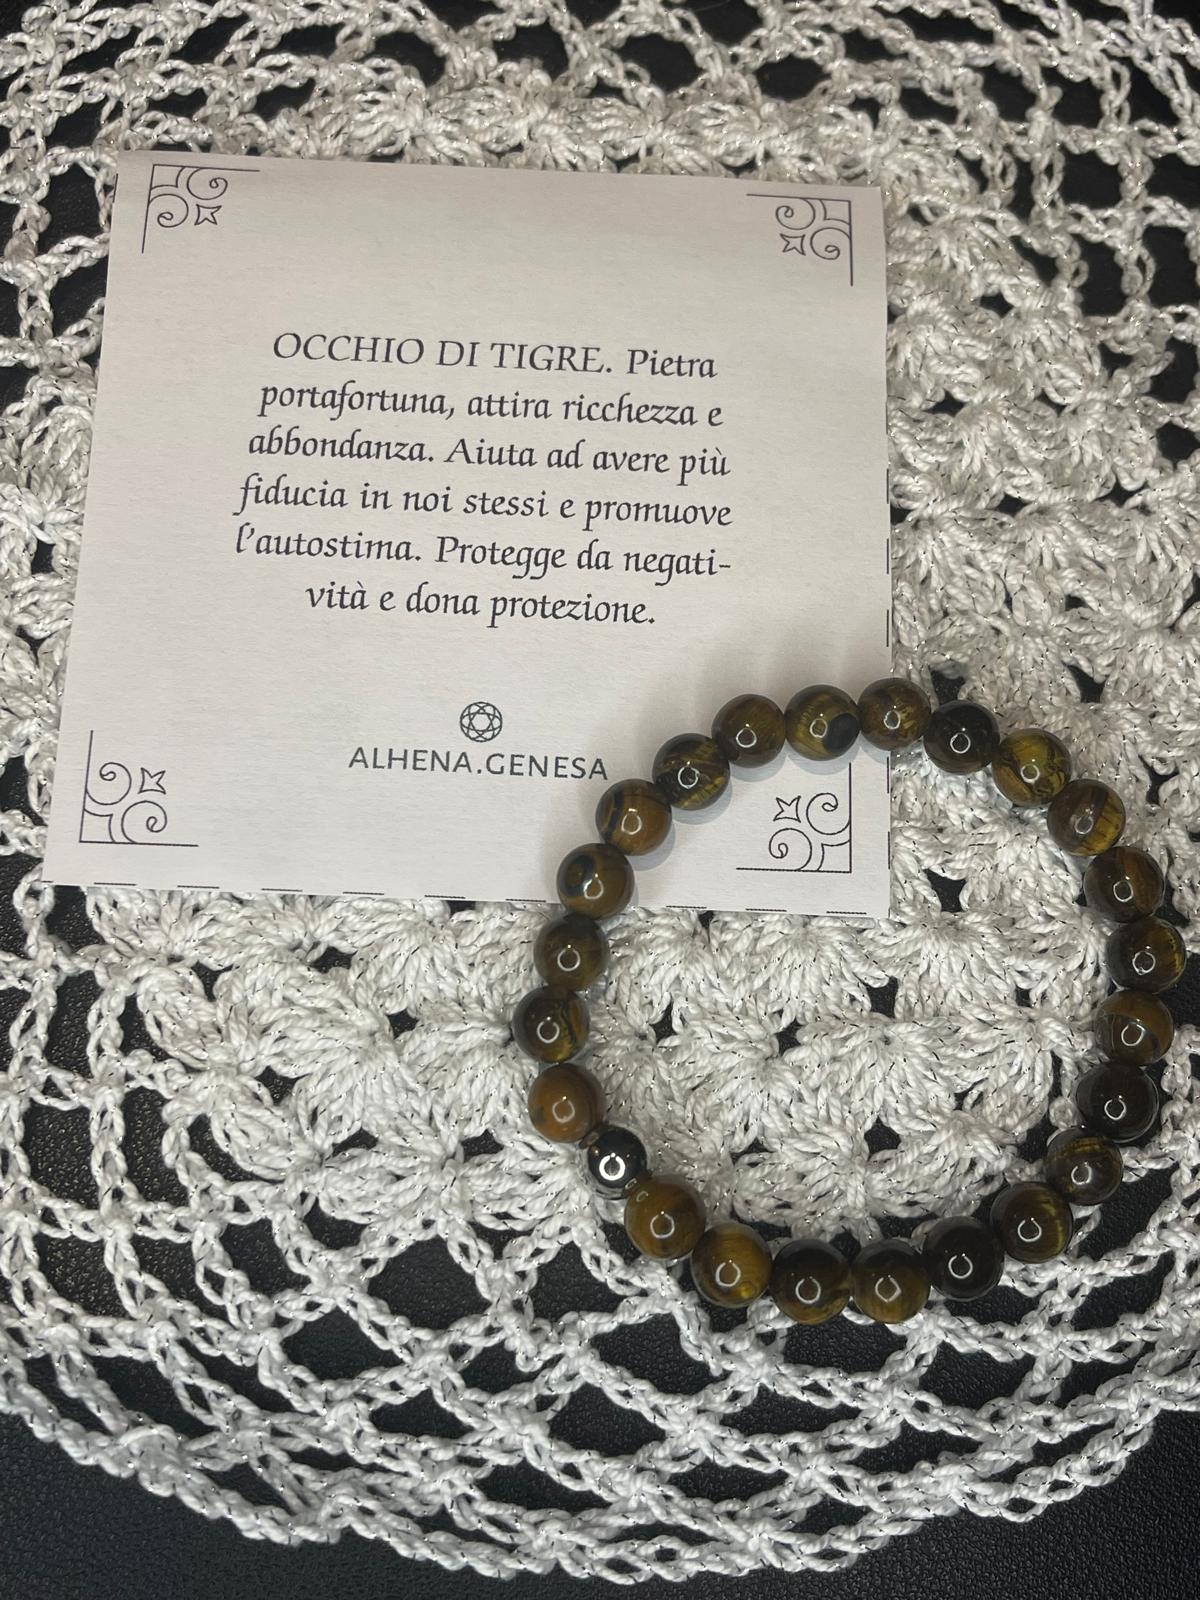 OCCHIO DI TIGRE. Pietra
portafortuna, attira ricchezza e
abbondanza. Aiuta ad avere più
fiducia in noi stessi e promuove
l'autostima. Protegge da negati-
vità e dona protezione.
ALHENA.GENESA